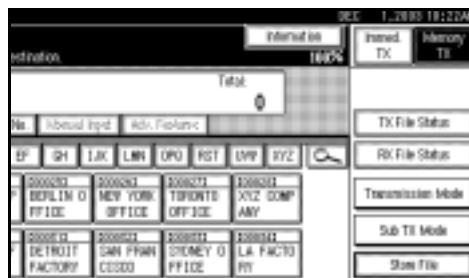 DEC 1.2003 10:22A
Information
Immed. TX
Memory TX
estination.
100%
Total:
0
No.
Manual Input
Adv. Features
TX File Status
EF
GH
IJK
LMN
OPQ
RST
UVW
XYZ
RX File Status
BERLIN O
FFICE
NEW YORK
OFFICE
TORONTO
OFFICE
XYZ COMP
ANY
Transmission Mode
Sub TX Mode
DETROIT
FACTORY
SAN FRAN
CISCO
SYDNEY O
FFICE
LA FACTO
RY
Store File